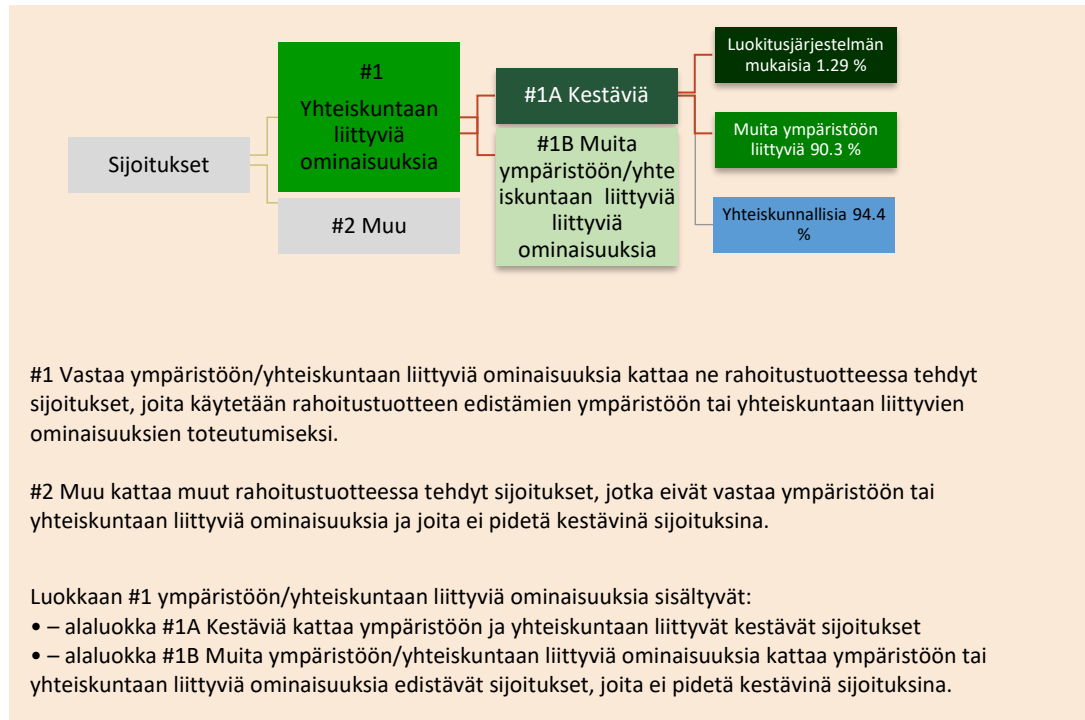 Sijoitukset
#1
Yhteiskuntaan
liittyviä
ominaisuuksia
#2 Muu
#1A Kestäviä
#1B Muita
ympäristöön/yhte
iskuntaan liittyviä
liittyviä
ominaisuuksia
Luokitusjärjestelmän
mukaisia 1.29 %
Muita ympäristöön
liittyviä 90.3 %
Yhteiskunnallisia 94.4
%
#1 Vastaa ympäristöön/yhteiskuntaan liittyviä ominaisuuksia kattaa ne rahoitustuotteessa tehdyt
sijoitukset, joita käytetään rahoitustuotteen edistämien ympäristöön tai yhteiskuntaan liittyvien
ominaisuuksien toteutumiseksi.
#2 Muu kattaa muut rahoitustuotteessa tehdyt sijoitukset, jotka eivät vastaa ympäristöön tai
yhteiskuntaan liittyviä ominaisuuksia ja joita ei pidetä kestävinä sijoituksina.
Luokkaan #1 ympäristöön/yhteiskuntaan liittyviä ominaisuuksia sisältyvät:
• – alaluokka #1A Kestäviä kattaa ympäristöön ja yhteiskuntaan liittyvät kestävät sijoitukset
• – alaluokka #1B Muita ympäristöön/yhteiskuntaan liittyviä ominaisuuksia kattaa ympäristöön tai
yhteiskuntaan liittyviä ominaisuuksia edistävät sijoitukset, joita ei pidetä kestävinä sijoituksina.